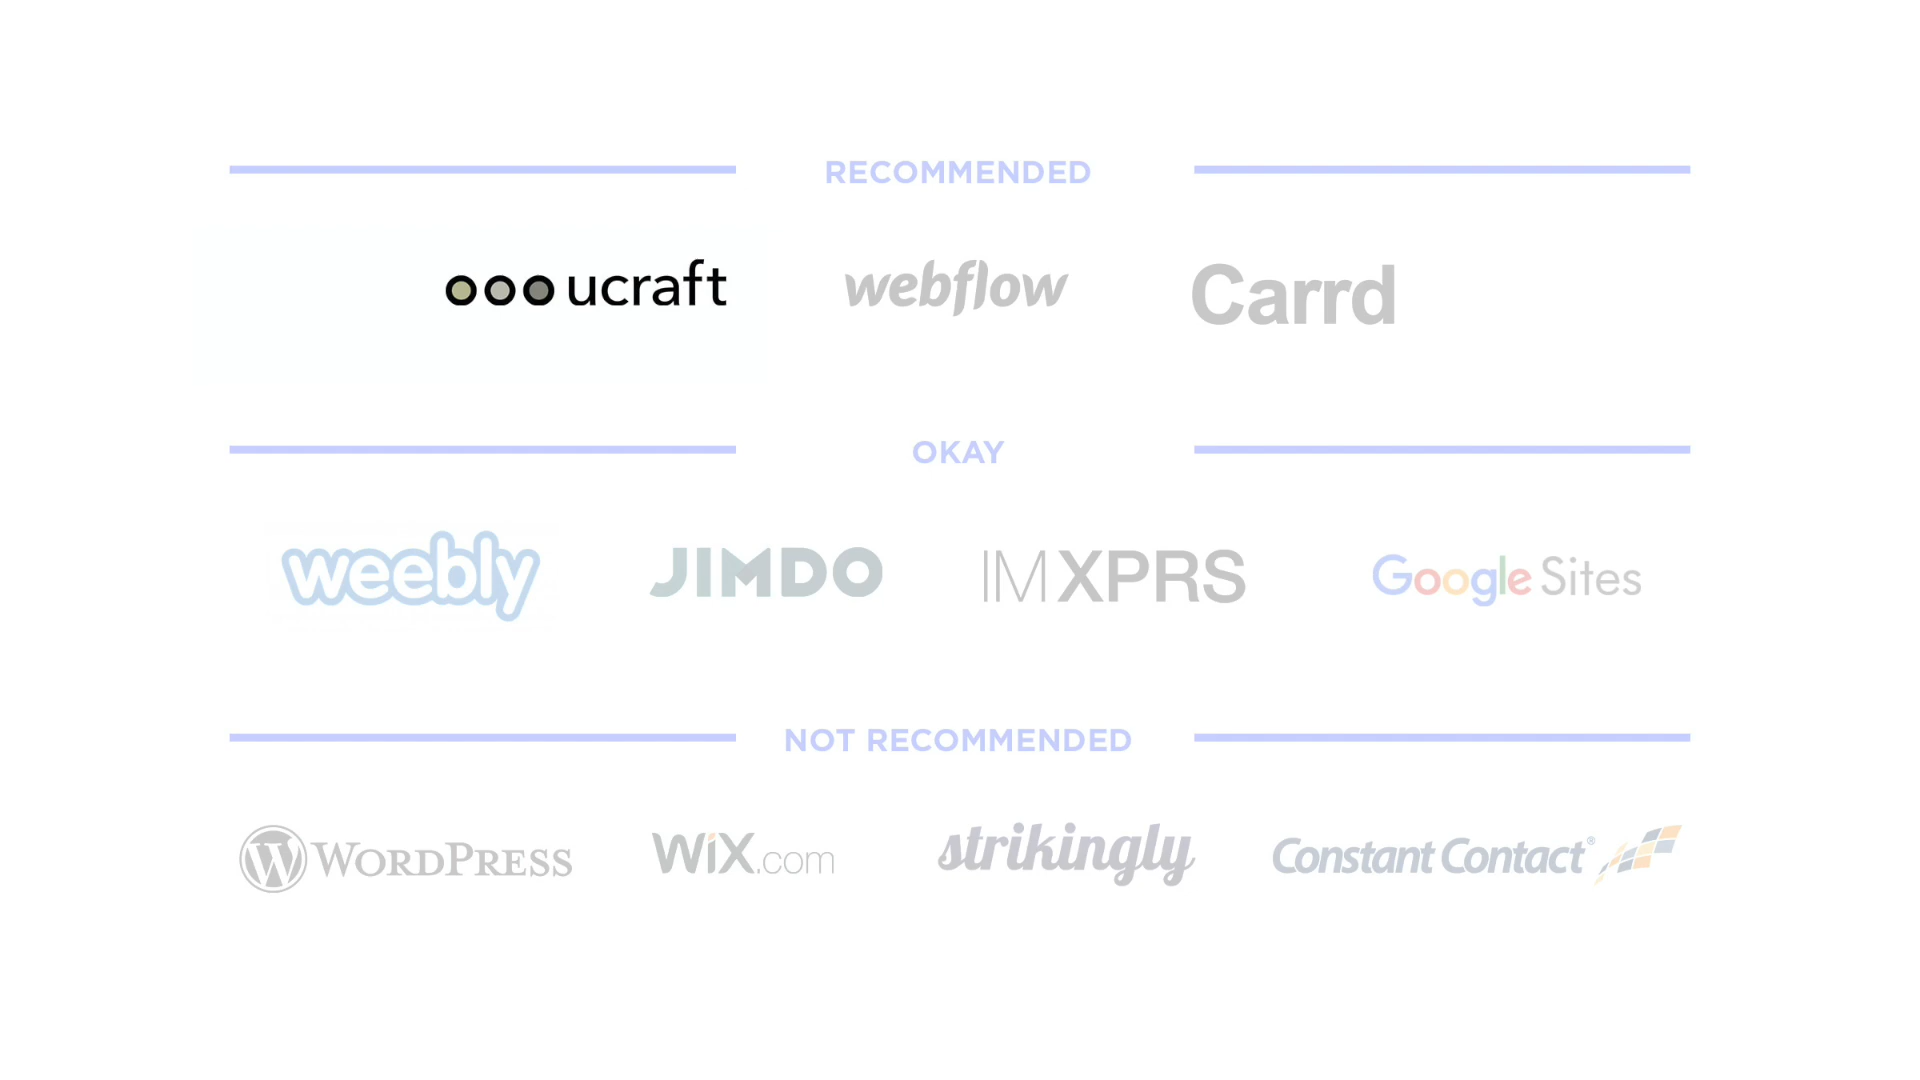 RECOMMENDED
ucraft webflow Carrd
OKAY
weebly JIMDO IMXPRS Google Sites
NOT RECOMMENDED
WORDPRESS WiX.com strikingly Constant Contact®